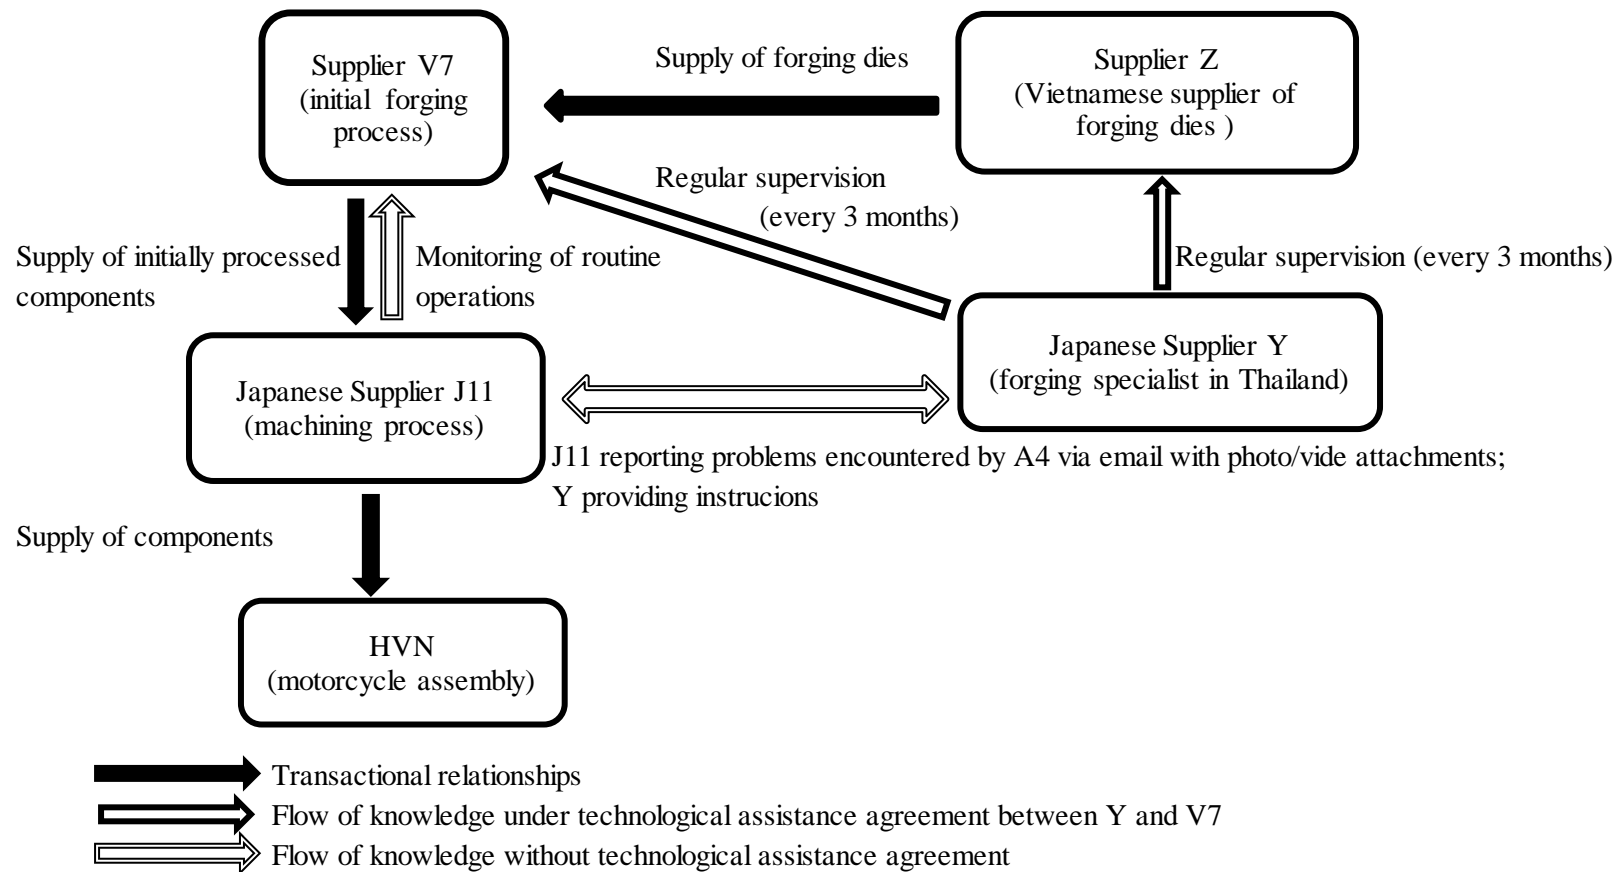 Supplier V7
(initial forging
process)
Supply of forging dies
Supplier Z
(Vietnamese supplier of
forging dies )
Regular supervision
(every 3 months)
Supply of initially processed
components
Monitoring of routine
operations
Regular supervision (every 3 months)
Japanese Supplier J11
(machining process)
Japanese Supplier Y
(forging specialist in Thailand)
J11 reporting problems encountered by A4 via email with photo/vide attachments;
Y providing instrucions
Supply of components
HVN
(motorcycle assembly)
Transactional relationships
Flow of knowledge under technological assistance agreement between Y and V7
Flow of knowledge without technological assistance agreement